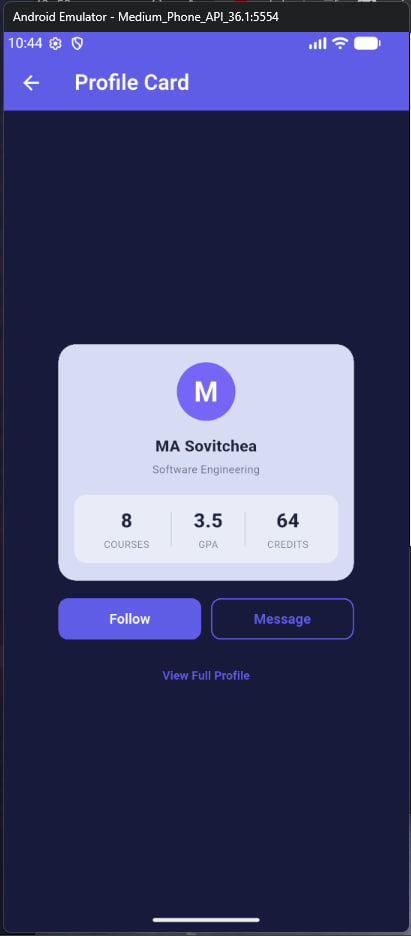 Android Emulator - Medium_Phone_API_36.1:5554
10:44
Profile Card
M
MA Sovitchea
Software Engineering
8 3.5 64
COURSES GPA CREDITS
Follow Message
View Full Profile